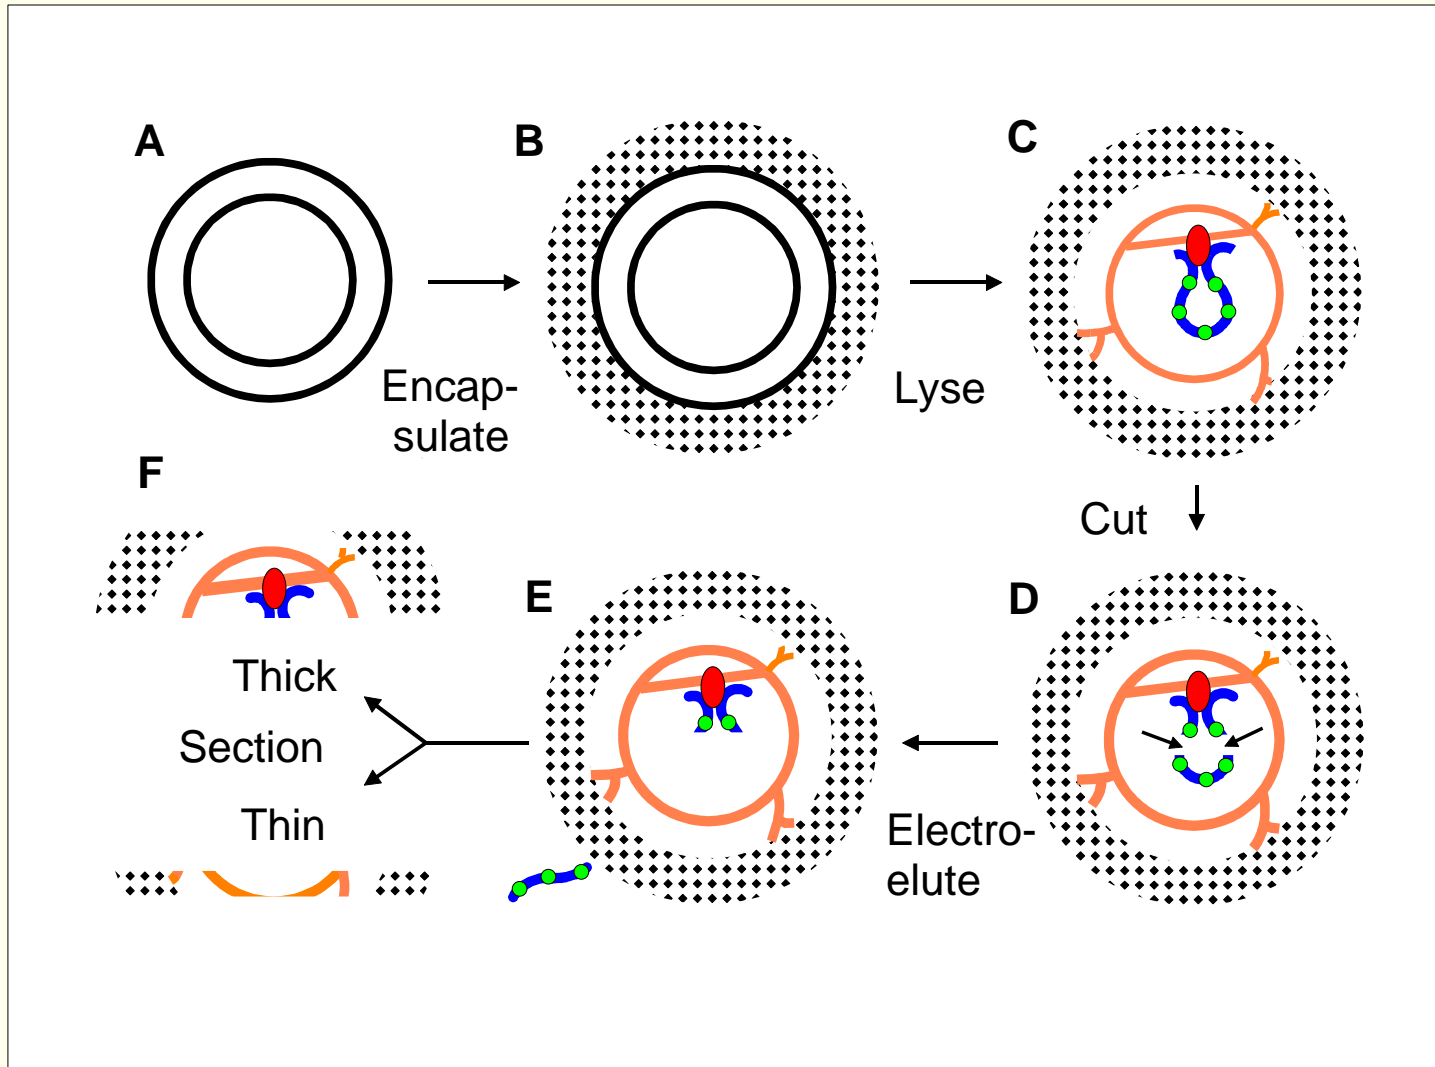 A
B
C
Encap-
sulate
Lyse
F
Cut
E
D
Thick
Section
Thin
Electro-
elute